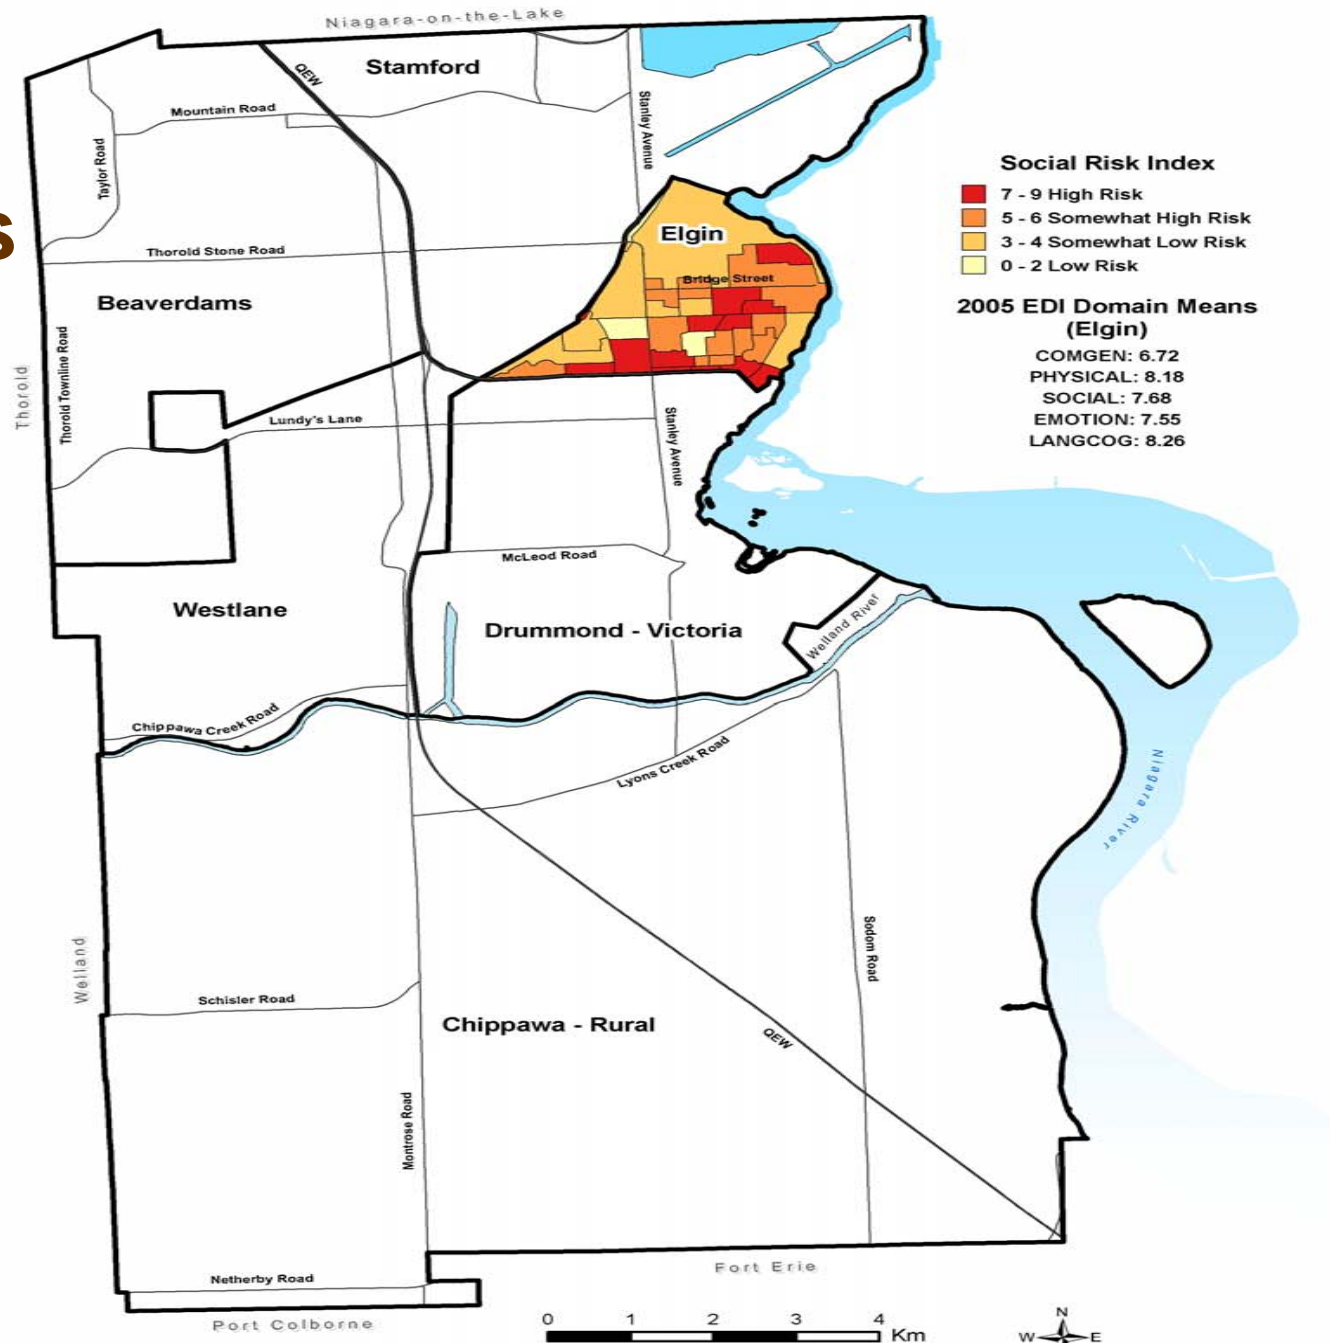 Niagara-on-the-Lake
Stamford
QEW
Mountain Road
Stanley Avenue
Taylor Road
s
Social Risk Index
7 - 9 High Risk
5 - 6 Somewhat High Risk
3 - 4 Somewhat Low Risk
0 - 2 Low Risk
Elgin
Thorold Stone Road
Bridge Street
Beaverdams
2005 EDI Domain Means
(Elgin)
COMGEN: 6.72
PHYSICAL: 8.18
SOCIAL: 7.68
EMOTION: 7.55
LANGCOG: 8.26
Thorold
Thorold Townline Road
Lundy's Lane
Stanley Avenue
McLeod Road
Westlane
Drummond - Victoria
Welland River
Chippawa Creek Road
Lyons Creek Road
Niagara River
Welland
Sodom Road
Schisler Road
Chippawa - Rural
QEW
Montrose Road
Fort Erie
Netherby Road
Port Colborne
0 1 2 3 4
Km
N
W E